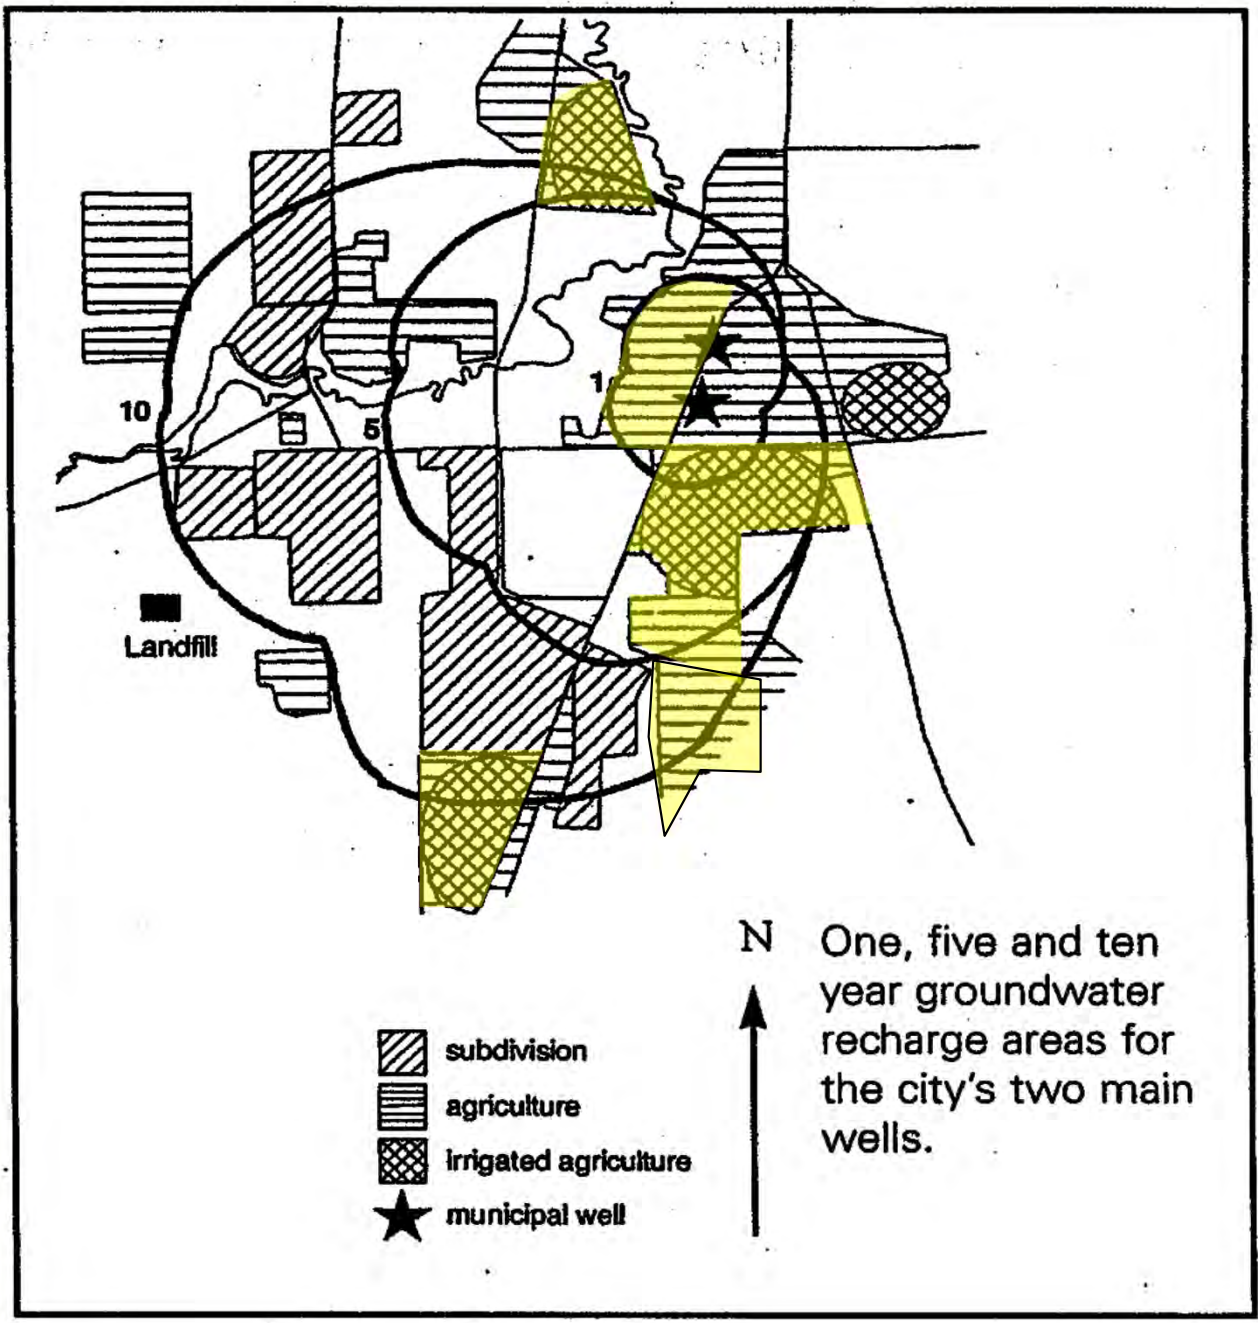 10
5
1
Landfill
N
One, five and ten
year groundwater
recharge areas for
the city's two main
wells.
subdivision
agriculture
irrigated agriculture
municipal well